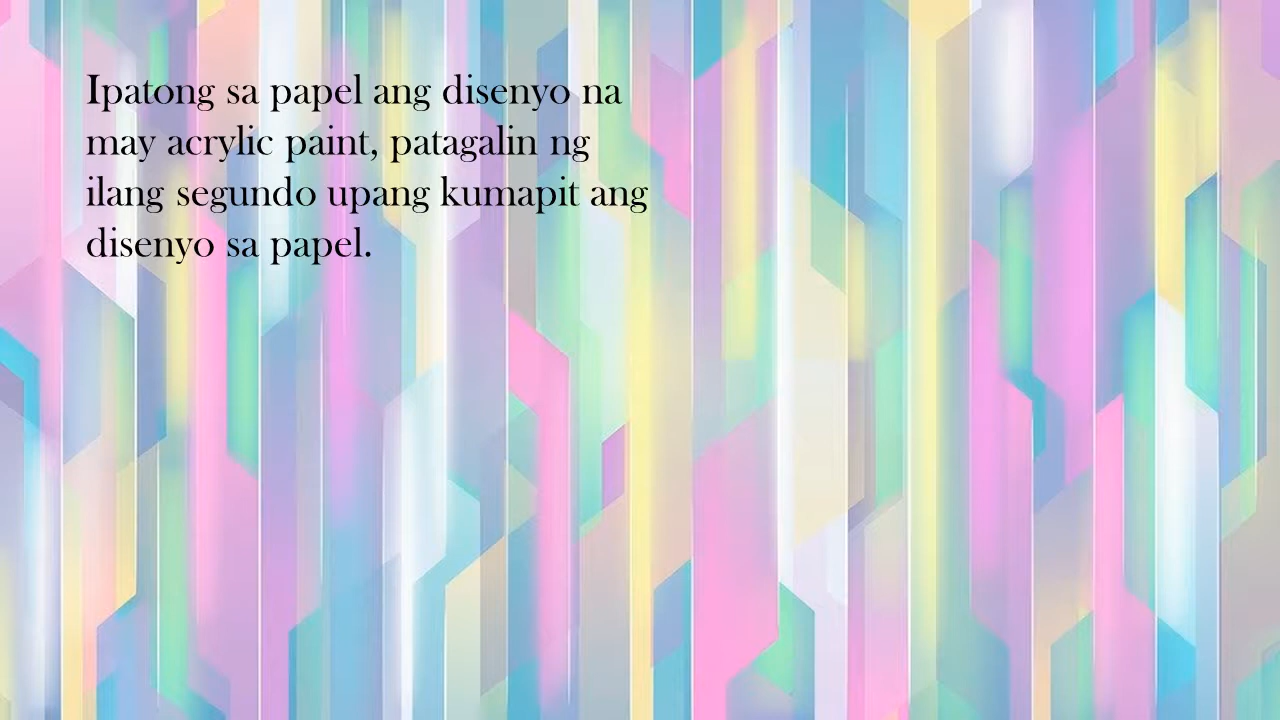 Ipatong sa papel ang disenyo na
may acrylic paint, patagalin ng
ilang segundo upang kumapit ang
disenyo sa papel.